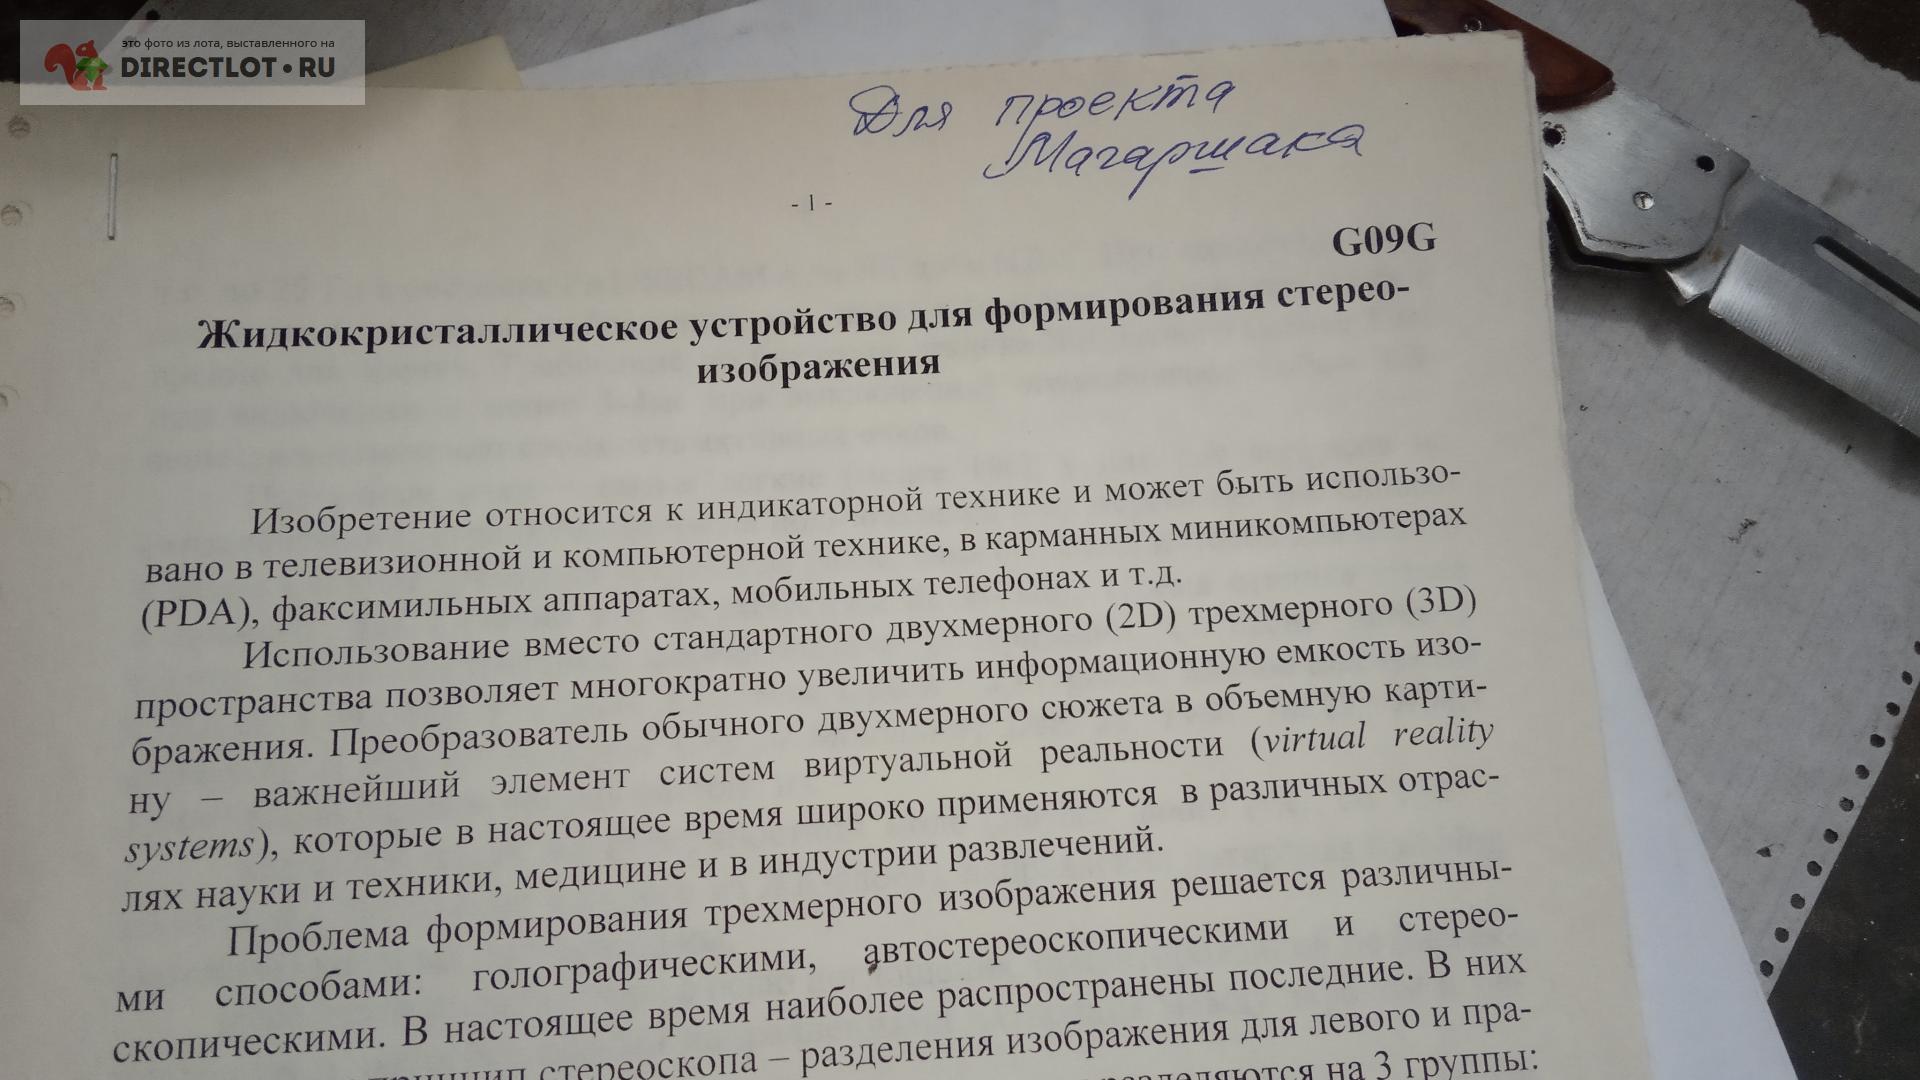 это фото из лота, выставленного на
DIRECTLOT•RU
Для проекта
Магаршака
- 1 -
G09G
Жидкокристаллическое устройство для формирования стерео-
изображения
Изобретение относится к индикаторной технике и может быть использо-
вано в телевизионной и компьютерной технике, в карманных миникомпьютерах
(PDA), факсимильных аппаратах, мобильных телефонах и т.д.
Использование вместо стандартного двухмерного (2D) трехмерного (3D)
пространства позволяет многократно увеличить информационную емкость изо-
бражения. Преобразователь обычного двухмерного сюжета в объемную карти-
ну – важнейший элемент систем виртуальной реальности (virtual reality
systems), которые в настоящее время широко применяются в различных отрас-
лях науки и техники, медицине и в индустрии развлечений.
Проблема формирования трехмерного изображения решается различны-
ми способами: голографическими, автостереоскопическими и стерео-
скопическими. В настоящее время наиболее распространены последние. В них
принцип стереоскопа – разделения изображения для левого и пра-
на 3 группы: